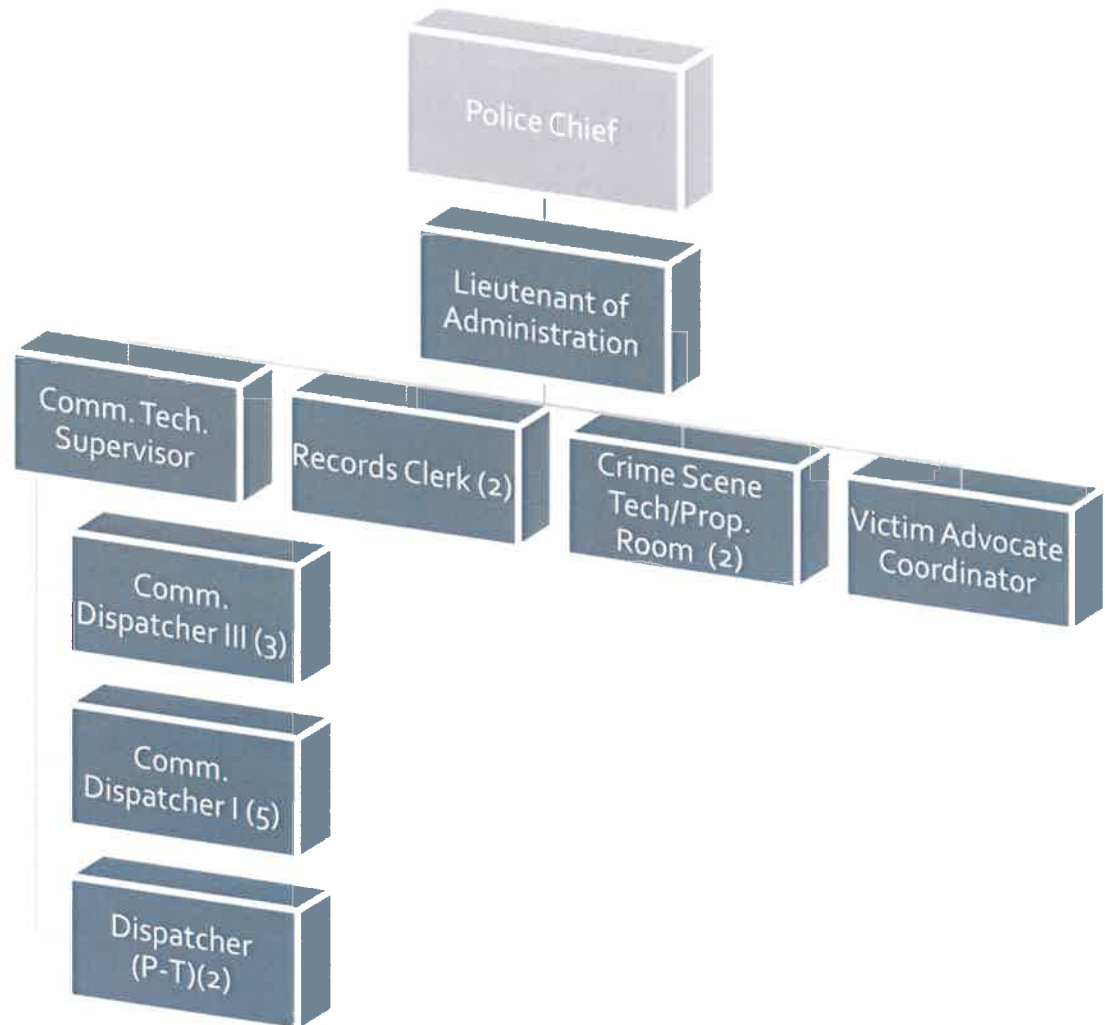 Police Chief
Lieutenant of
Administration
Comm. Tech.
Supervisor
Records Clerk (2)
Crime Scene
Tech/Prop.
Room (2)
Victim Advocate
Coordinator
Comm.
Dispatcher III (3)
Comm.
Dispatcher I (5)
Dispatcher
(P-T)(2)